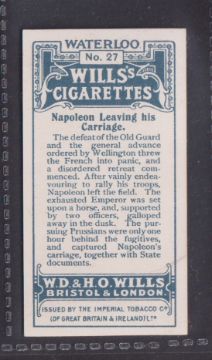 WATERLOO
No. 27
WILLS'S
CIGARETTES
Napoleon Leaving his
Carriage.
The defeat of the Old Guard
and the general advance
ordered by Wellington threw
the French into panic, and
a disordered retreat com-
menced. After vainly endea-
vouring to rally his troops,
Napoleon left the field. The
exhausted Emperor was set
upon a horse, and, supported
by two officers, galloped
away in the dusk. The pur-
suing Prussians were only one
hour behind the fugitives,
and captured Napoleon's
carriage, together with State
documents.
W.D. & H.O. WILLS
BRISTOL & LONDON.
ISSUED BY THE IMPERIAL TOBACCO Co
(OF GREAT BRITAIN & IRELAND) LTD